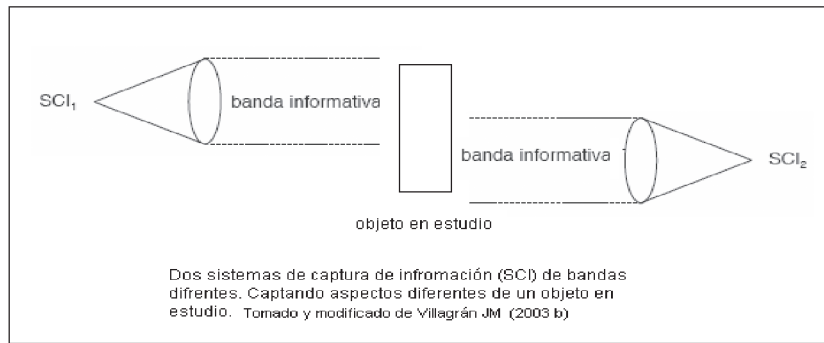 SCI₁
banda informativa
banda informativa
SCI₂
objeto en estudio
Dos sistemas de captura de infromación (SCI) de bandas
difrentes. Captando aspectos diferentes de un objeto en
estudio. Tomado y modificado de Villagrán JM (2003 b)